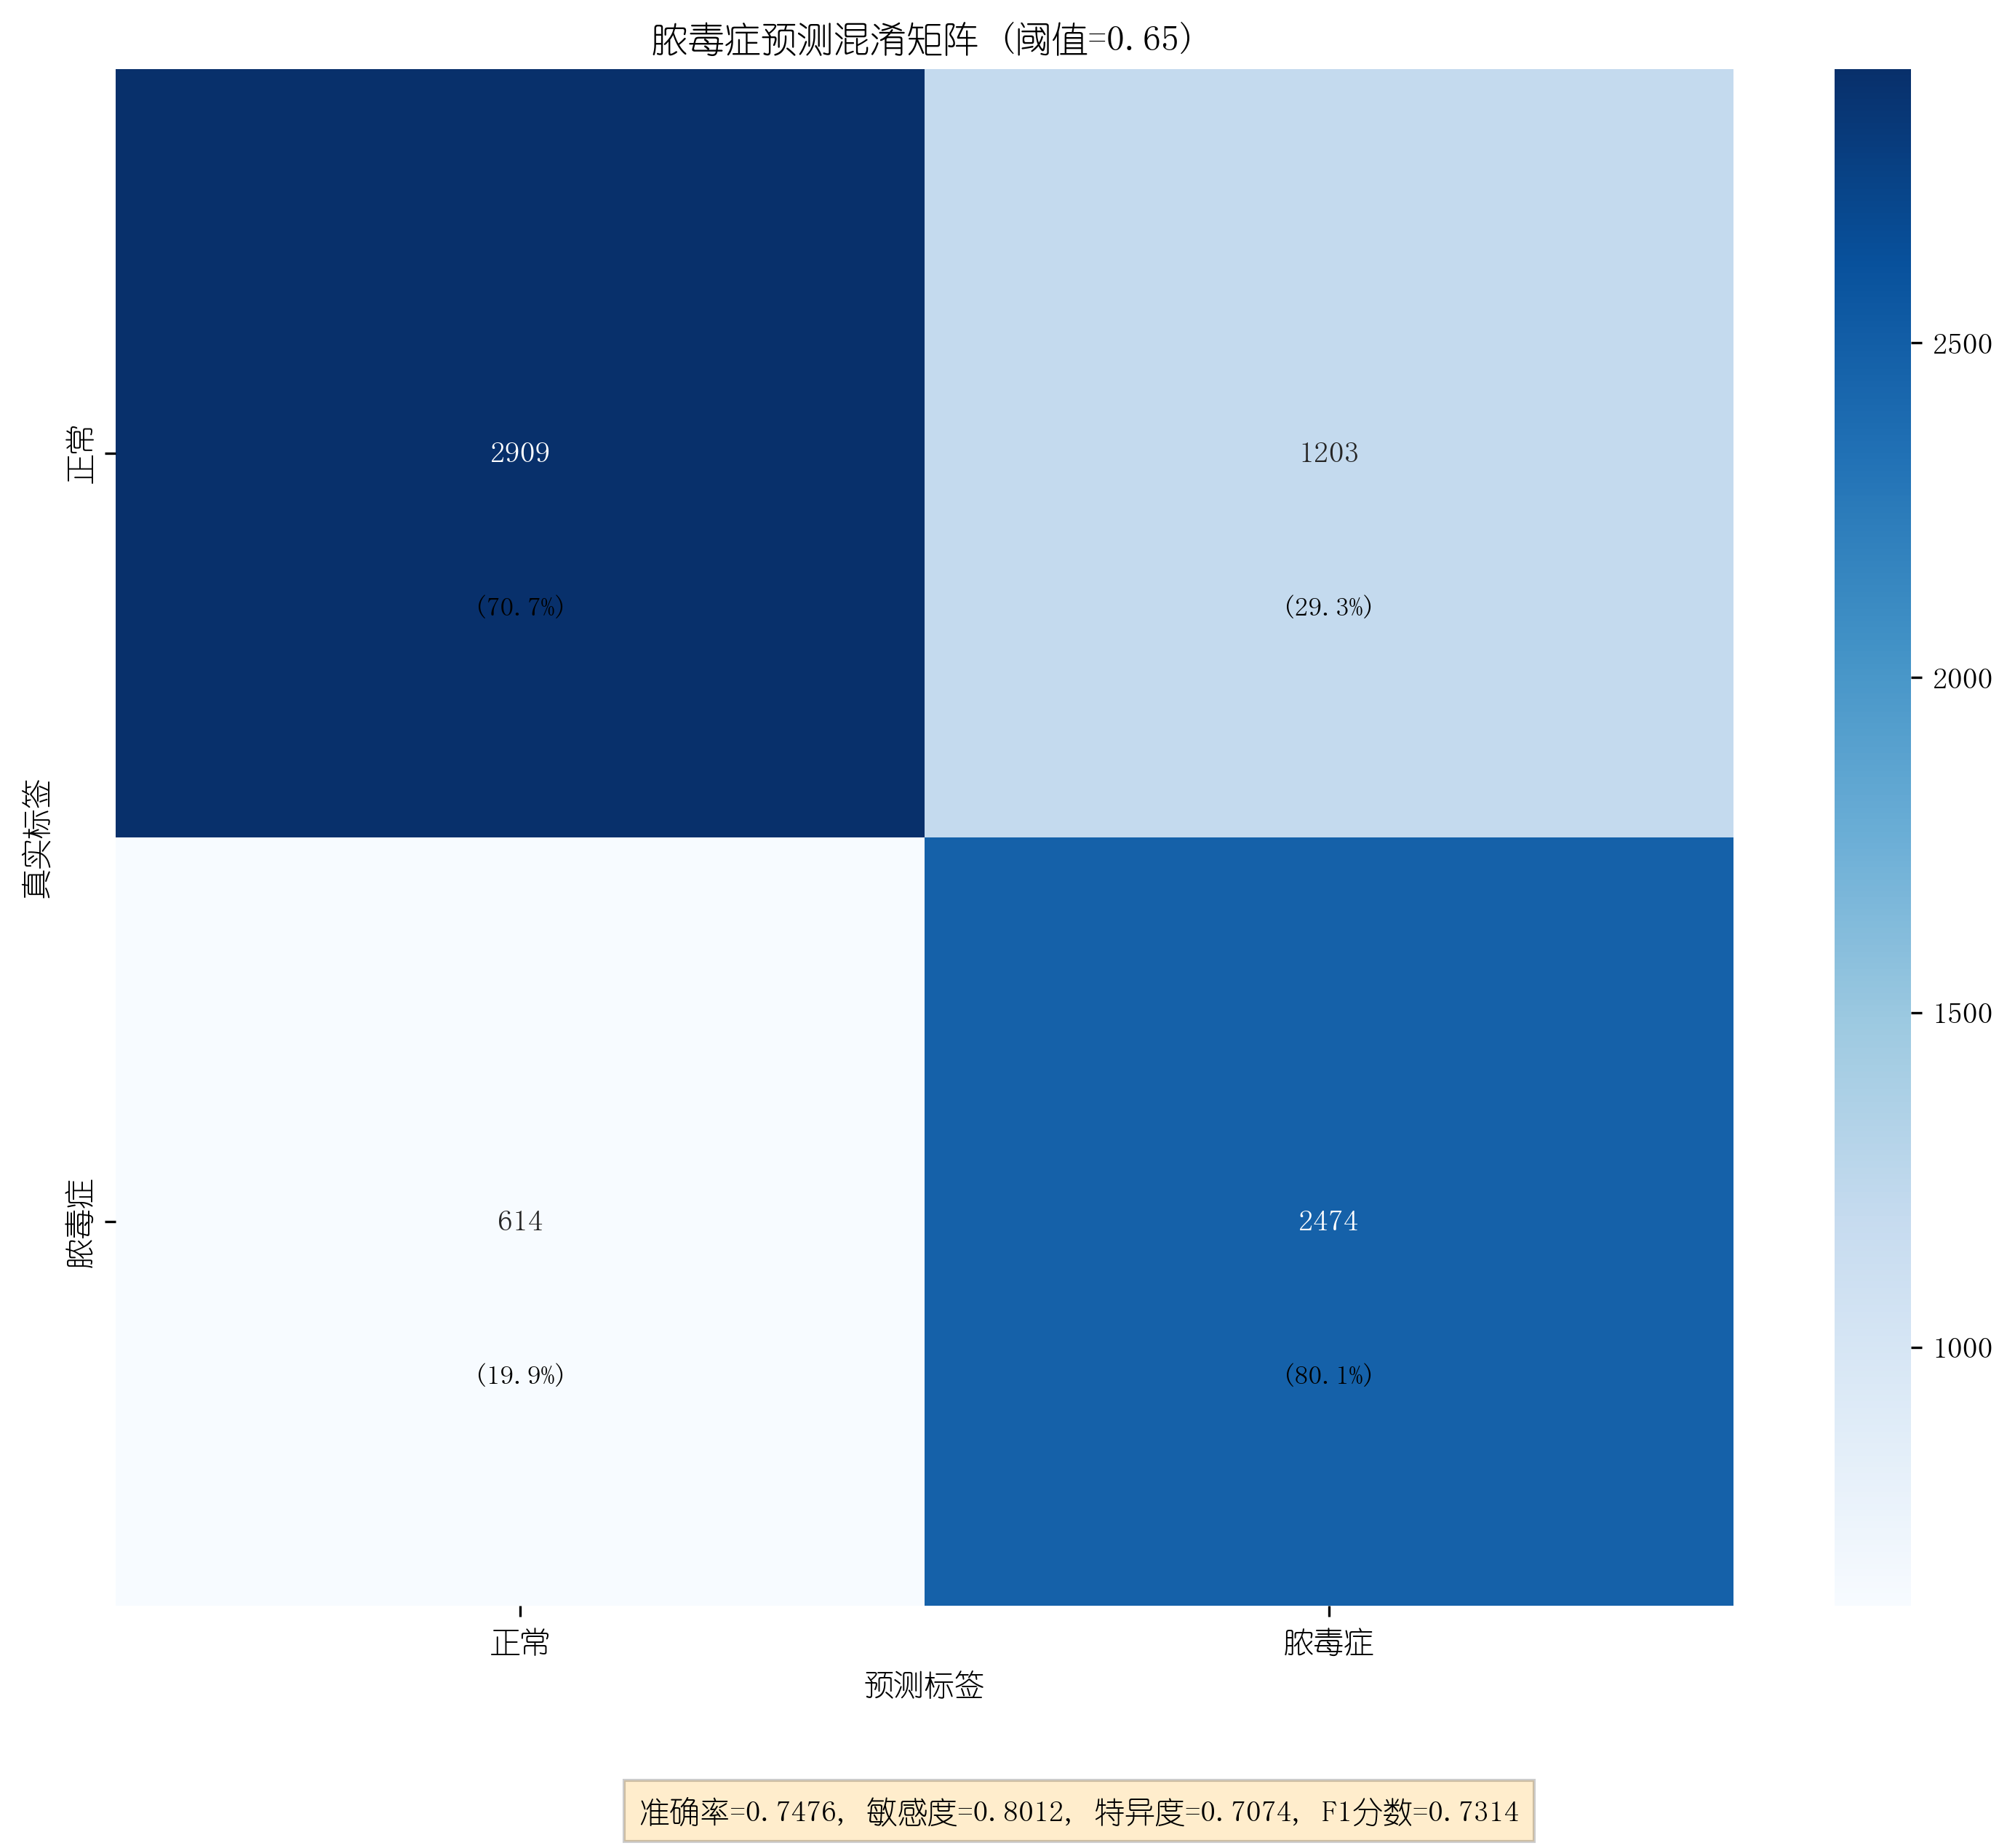 脓毒症预测混淆矩阵 (阈值=0.65)
真实标签
正常
2909
1203
(70.7%)
(29.3%)
脓毒症
614
2474
(19.9%)
(80.1%)
正常
脓毒症
预测标签
2500
2000
1500
1000
准确率=0.7476, 敏感度=0.8012, 特异度=0.7074, F1分数=0.7314